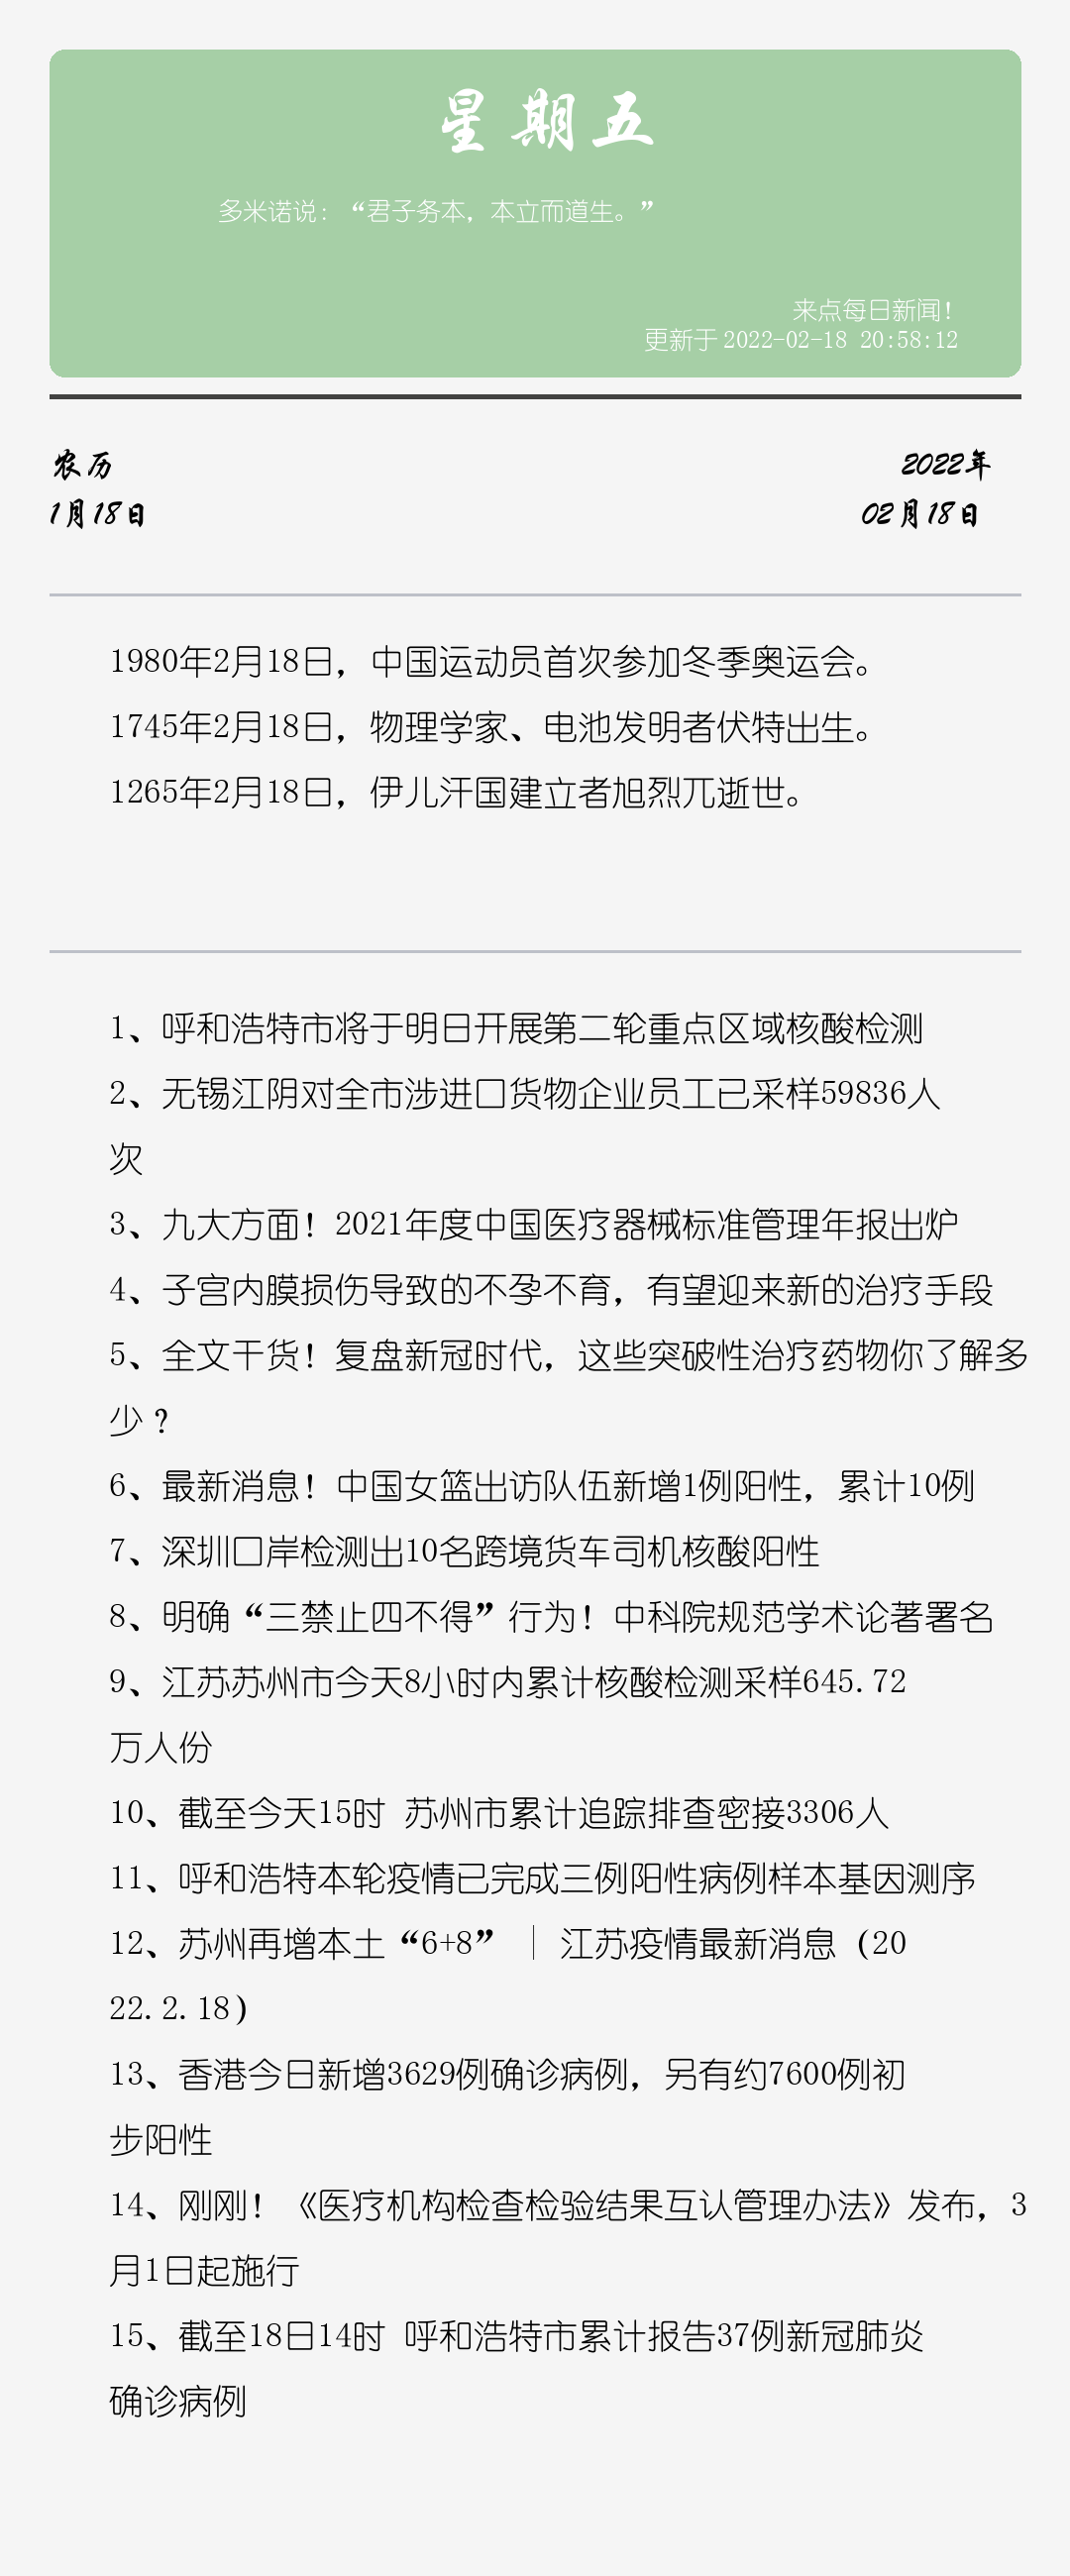 星期五
多米诺说：“君子务本，本立而道生。”
来点每日新闻！
更新于 2022-02-18 20:58:12
农历
2022年
1月18日
02月18日
1980年2月18日，中国运动员首次参加冬季奥运会。
1745年2月18日，物理学家、电池发明者伏特出生。
1265年2月18日，伊儿汗国建立者旭烈兀逝世。
1、呼和浩特市将于明日开展第二轮重点区域核酸检测
2、无锡江阴对全市涉进口货物企业员工已采样59836人
次
3、九大方面！2021年度中国医疗器械标准管理年报出炉
4、子宫内膜损伤导致的不孕不育，有望迎来新的治疗手段
5、全文干货！复盘新冠时代，这些突破性治疗药物你了解多
少？
6、最新消息！中国女篮出访队伍新增1例阳性，累计10例
7、深圳口岸检测出10名跨境货车司机核酸阳性
8、明确“三禁止四不得”行为！中科院规范学术论著署名
9、江苏苏州市今天8小时内累计核酸检测采样645.72
万人份
10、截至今天15时 苏州市累计追踪排查密接3306人
11、呼和浩特本轮疫情已完成三例阳性病例样本基因测序
12、苏州再增本土“6+8” | 江苏疫情最新消息（20
22.2.18）
13、香港今日新增3629例确诊病例，另有约7600例初
步阳性
14、刚刚！《医疗机构检查检验结果互认管理办法》发布，3
月1日起施行
15、截至18日14时 呼和浩特市累计报告37例新冠肺炎
确诊病例